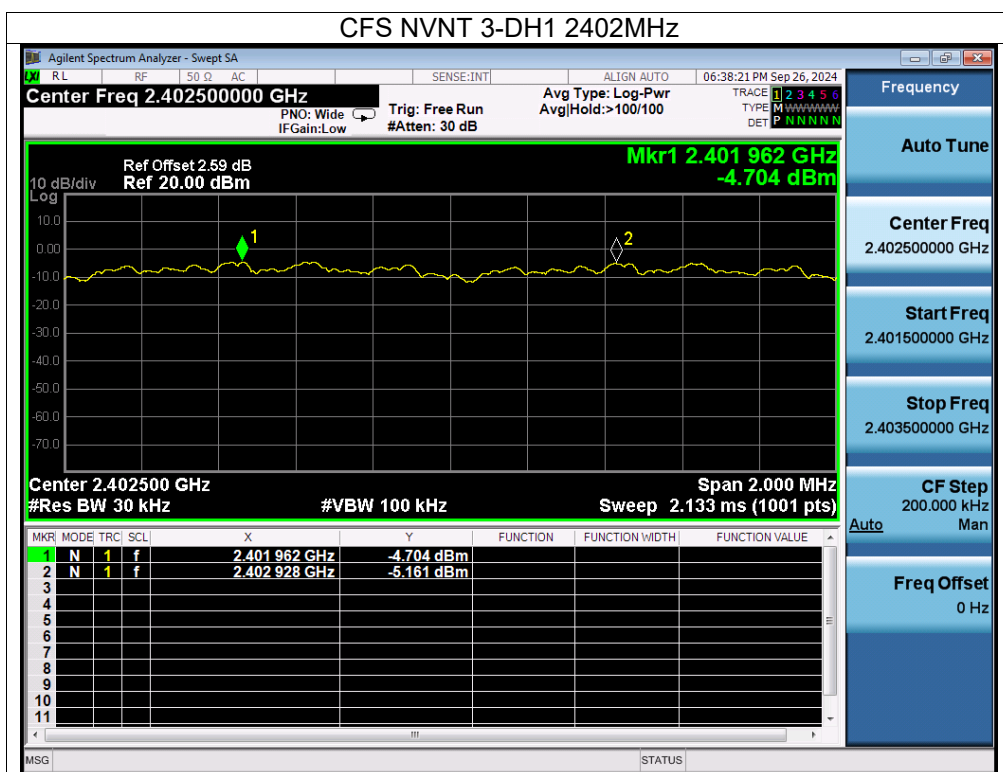 CFS NVNT 3-DH1 2402MHz
Agilent Spectrum Analyzer - Swept SA
LXI RL RF 50 Ω AC SENSE:INT ALIGN AUTO 06:38:21 PM Sep 26, 2024
Center Freq 2.402500000 GHz
PNO: Wide
IFGain:Low
Trig: Free Run
#Atten: 30 dB
Avg Type: Log-Pwr
Avg|Hold:>100/100
TRACE 1 2 3 4 5 6
TYPE M WWWWW
DET P N N N N N
Ref Offset 2.59 dB
10 dB/div Ref 20.00 dBm
Log
Mkr1 2.401 962 GHz
-4.704 dBm
10.0
0.00
-10.0
-20.0
-30.0
-40.0
-50.0
-60.0
-70.0
1
2
Center 2.402500 GHz Span 2.000 MHz
#Res BW 30 kHz #VBW 100 kHz Sweep 2.133 ms (1001 pts)
MKR MODE TRC SCL X Y FUNCTION FUNCTION WIDTH FUNCTION VALUE
1 N 1 f 2.401 962 GHz -4.704 dBm
2 N 1 f 2.402 928 GHz -5.161 dBm
3
4
5
6
7
8
9
10
11
MSG STATUS
Frequency
Auto Tune
Center Freq
2.402500000 GHz
Start Freq
2.401500000 GHz
Stop Freq
2.403500000 GHz
CF Step
200.000 kHz
Auto Man
Freq Offset
0 Hz